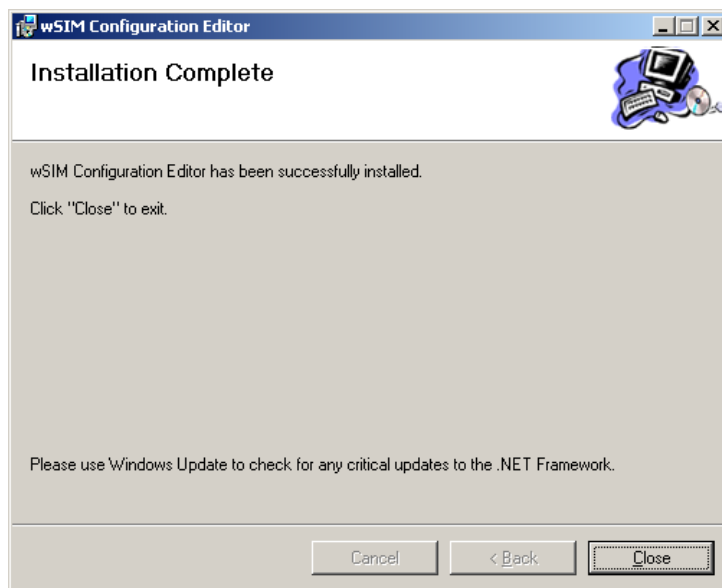 wSIM Configuration Editor
Installation Complete
wSIM Configuration Editor has been successfully installed.
Click "Close" to exit.
Please use Windows Update to check for any critical updates to the .NET Framework.
Cancel
< Back
Close